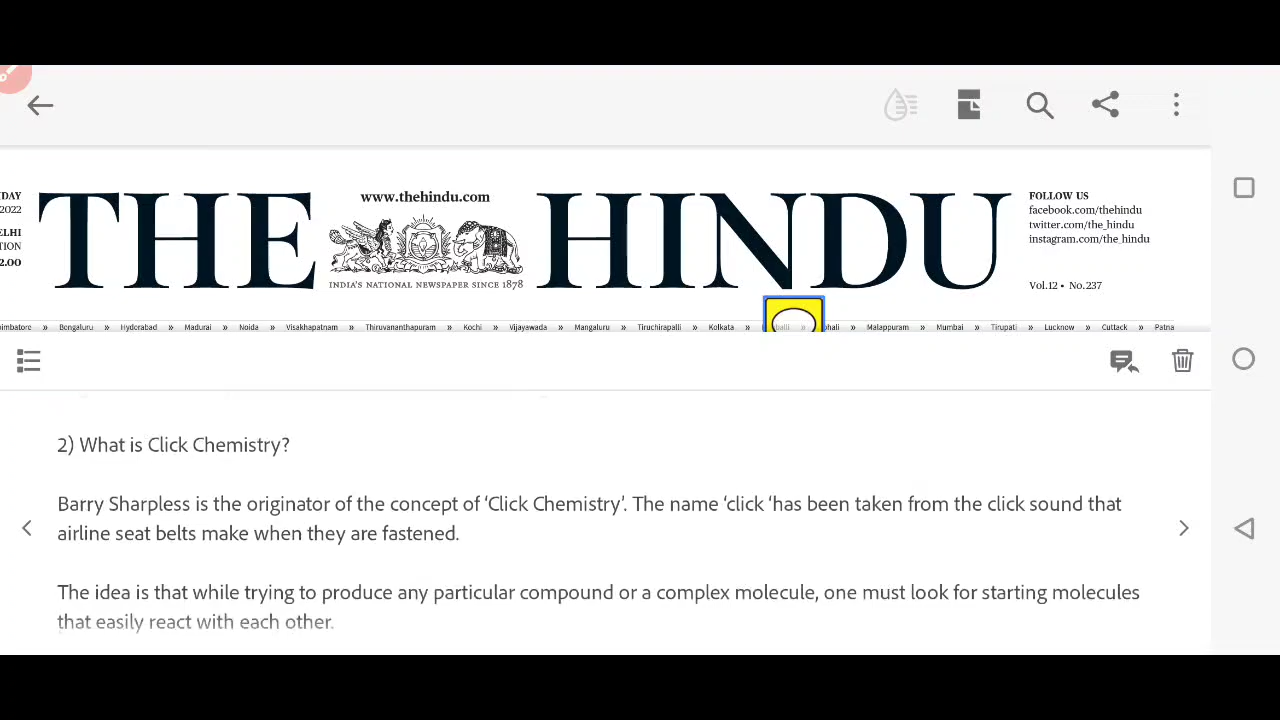 DAY
2022
ELHI
TION
2.00
THE HINDU
www.thehindu.com
INDIA'S NATIONAL NEWSPAPER SINCE 1878
FOLLOW US
facebook.com/thehindu
twitter.com/the_hindu
instagram.com/the_hindu
Vol.12 • No.237
imbatore » Bengaluru » Hyderabad » Madurai » Noida » Visakhapatnam » Thiruvananthapuram » Kochi » Vijayawada » Mangaluru » Tiruchirapalli » Kolkata » balli » hali » Malappuram » Mumbai » Tirupati » Lucknow » Cuttack » Patna
2) What is Click Chemistry?
Barry Sharpless is the originator of the concept of ‘Click Chemistry’. The name ‘click ‘has been taken from the click sound that
airline seat belts make when they are fastened.
The idea is that while trying to produce any particular compound or a complex molecule, one must look for starting molecules
that easily react with each other.